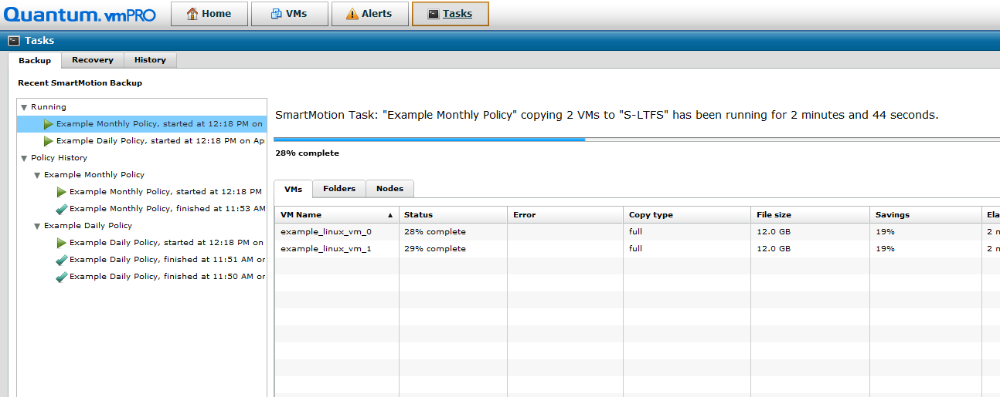 Quantum. vmPRO Home VMs Alerts Tasks
Tasks
Backup Recovery History
Recent SmartMotion Backup
Running
Example Monthly Policy, started at 12:18 PM on
Example Daily Policy, started at 12:18 PM on Ap
Policy History
Example Monthly Policy
Example Monthly Policy, started at 12:18 PM
Example Monthly Policy, finished at 11:53 AM
Example Daily Policy
Example Daily Policy, started at 12:18 PM on
Example Daily Policy, finished at 11:51 AM on
Example Daily Policy, finished at 11:50 AM on
SmartMotion Task: "Example Monthly Policy" copying 2 VMs to "S-LTFS" has been running for 2 minutes and 44 seconds.
28% complete
VMs Folders Nodes
VM Name Status Error Copy type File size Savings Ela
example_linux_vm_0 28% complete full 12.0 GB 19% 2 m
example_linux_vm_1 29% complete full 12.0 GB 19% 2 m